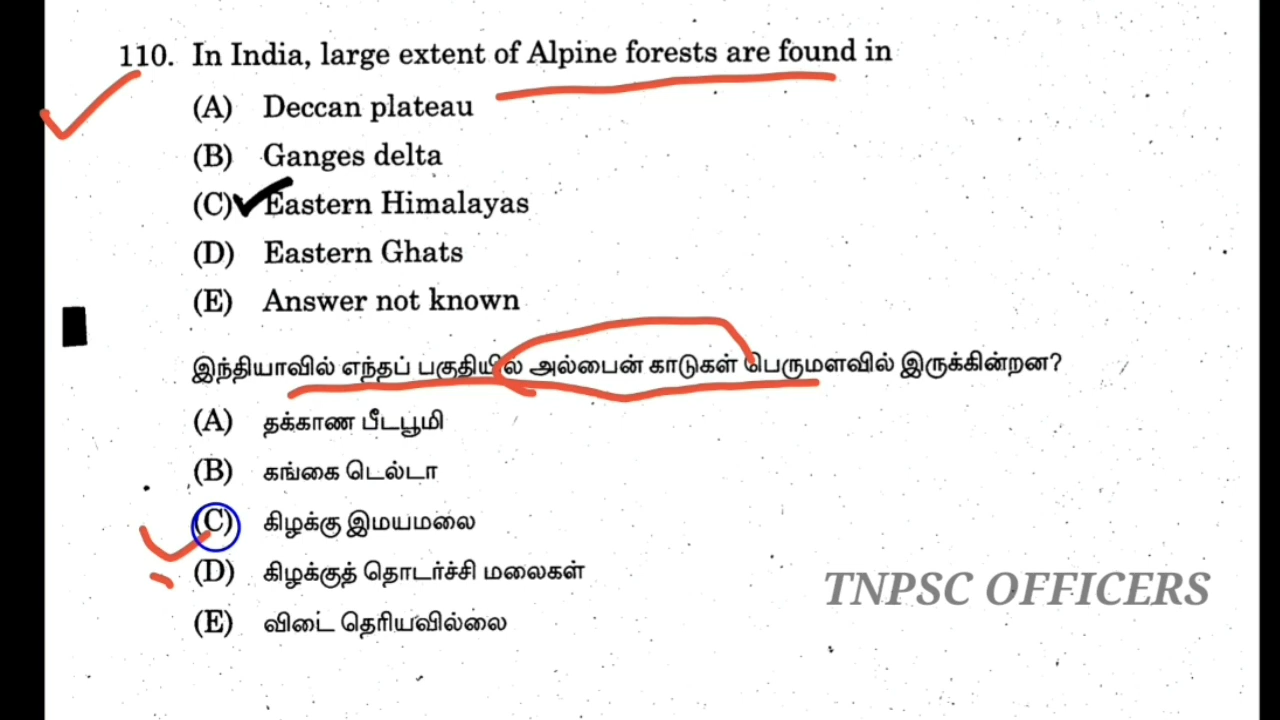 110. In India, large extent of Alpine forests are found in
(A) Deccan plateau
(B) Ganges delta
(C) Eastern Himalayas
(D) Eastern Ghats
(E) Answer not known
இந்தியாவில் எந்தப் பகுதியில் அல்பைன் காடுகள் பெருமளவில் இருக்கின்றன?
(A) தக்காண பீடபூமி
(B) கங்கை டெல்டா
(C) கிழக்கு இமயமலை
(D) கிழக்குத் தொடர்ச்சி மலைகள்
(E) விடை தெரியவில்லை
TNPSC OFFICERS